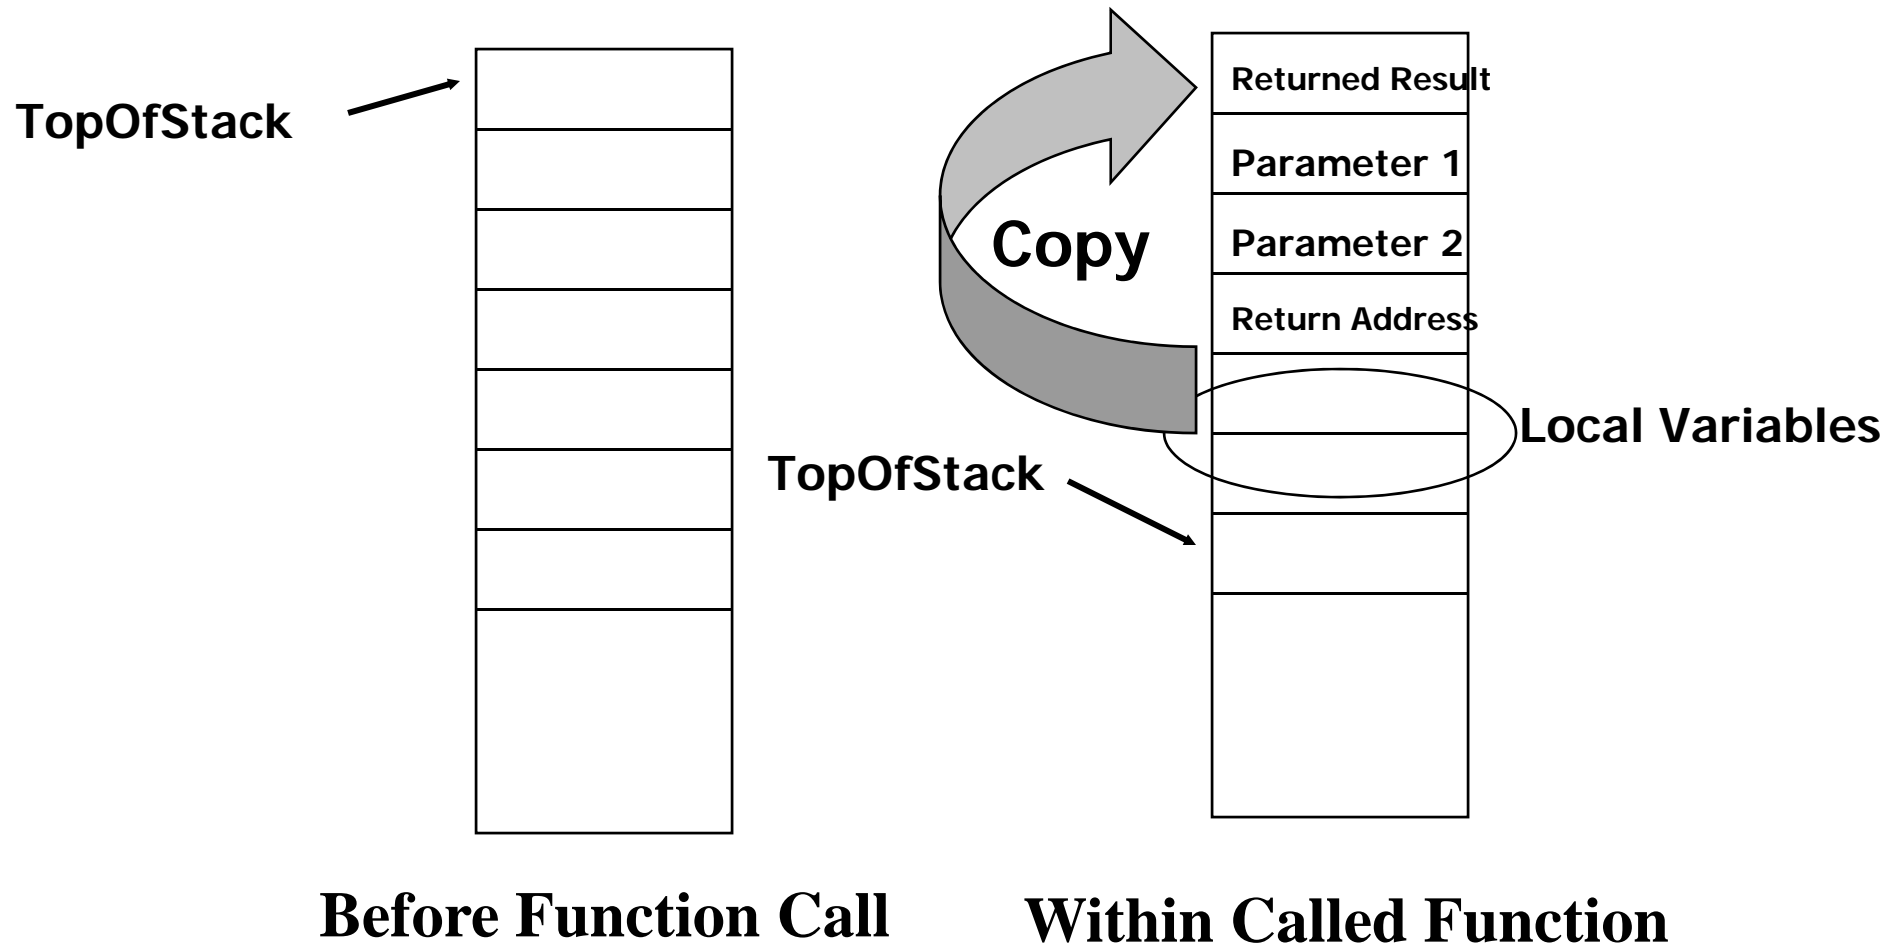 TopOfStack
Before Function Call
Returned Result
Parameter 1
Parameter 2
Return Address
Copy
Local Variables
TopOfStack
Within Called Function